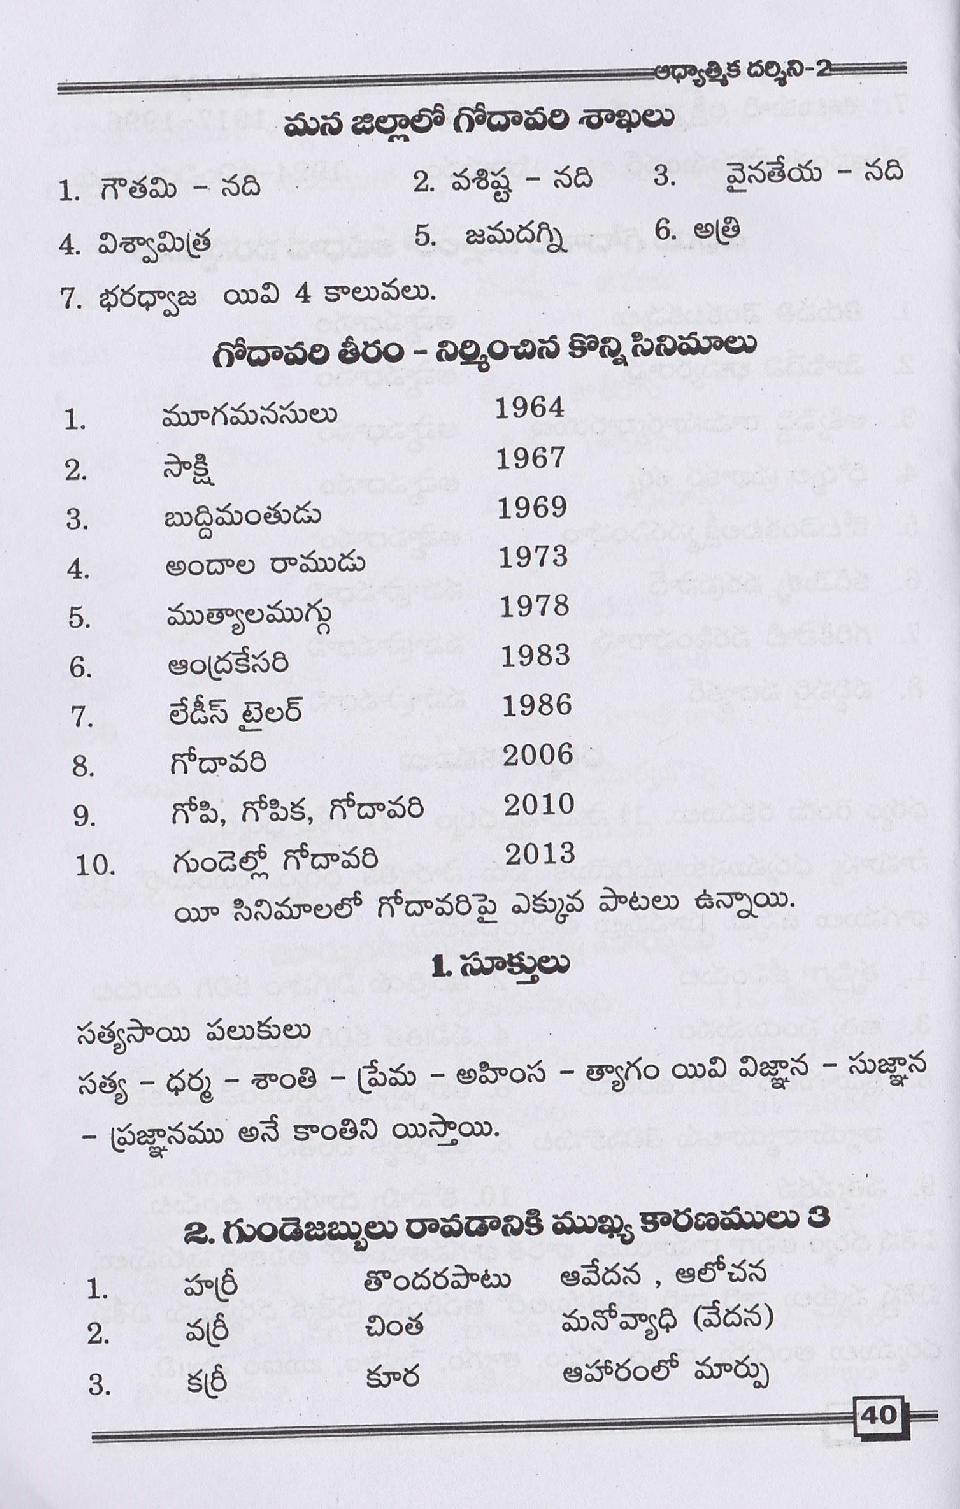 ఆధ్యాత్మిక దర్శిని-2
మన జిల్లాలో గోదావరి శాఖలు
1. గౌతమి – నది 2. వశిష్ట – నది 3. వైనతేయ – నది
4. విశ్వామిత్ర 5. జమదగ్ని 6. అత్రి
7. భరధ్వాజ యివి 4 కాలువలు.
గోదావరి తీరం – నిర్మించిన కొన్ని సినిమాలు
1. మూగమనసులు 1964
2. సాక్షి 1967
3. బుద్దిమంతుడు 1969
4. అందాల రాముడు 1973
5. ముత్యాలముగ్గు 1978
6. ఆంధ్రకేసరి 1983
7. లేడీస్ టైలర్ 1986
8. గోదావరి 2006
9. గోపి, గోపిక, గోదావరి 2010
10. గుండెల్లో గోదావరి 2013
యీ సినిమాలలో గోదావరిపై ఎక్కువ పాటలు ఉన్నాయి.
1. సూక్తులు
సత్యసాయి పలుకులు
సత్య – ధర్మ – శాంతి – ప్రేమ – అహింస – త్యాగం యివి విజ్ఞాన – సుజ్ఞాన
– ప్రజ్ఞానము అనే కాంతిని యిస్తాయి.
2. గుండెజబ్బులు రావడానికి ముఖ్య కారణములు 3
1. హర్రీ తొందరపాటు ఆవేదన , ఆలోచన
2. వర్రీ చింత మనోవ్యాధి (వేదన)
3. కర్రీ కూర ఆహారంలో మార్పు
40